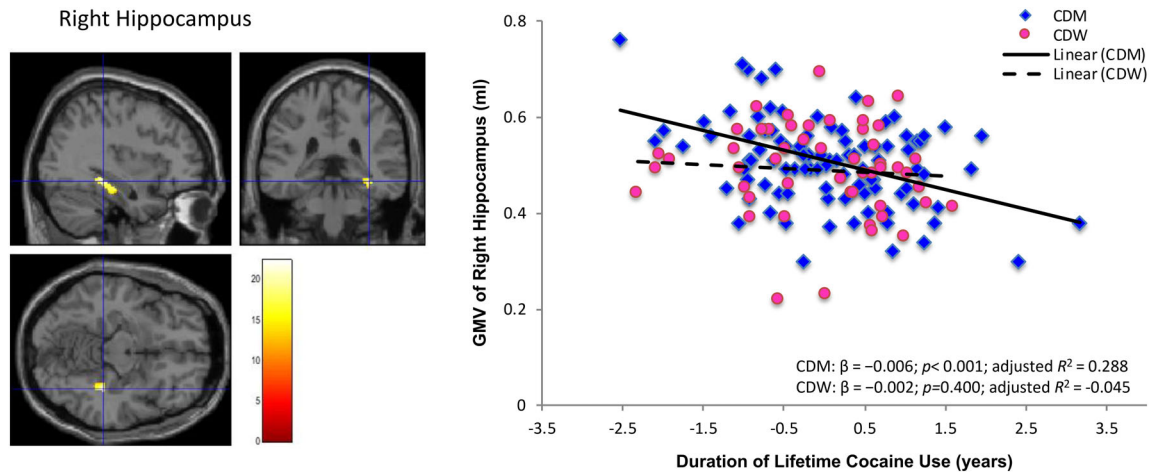 Right Hippocampus
20
15
10
5
0
GMV of Right Hippocampus (ml)
0.8
0.6
0.4
0.2
0
CDM
CDW
Linear (CDM)
Linear (CDW)
CDM: β = −0.006; p< 0.001; adjusted R² = 0.288
CDW: β = −0.002; p=0.400; adjusted R² = -0.045
-3.5 -2.5 -1.5 -0.5 0.5 1.5 2.5 3.5
Duration of Lifetime Cocaine Use (years)